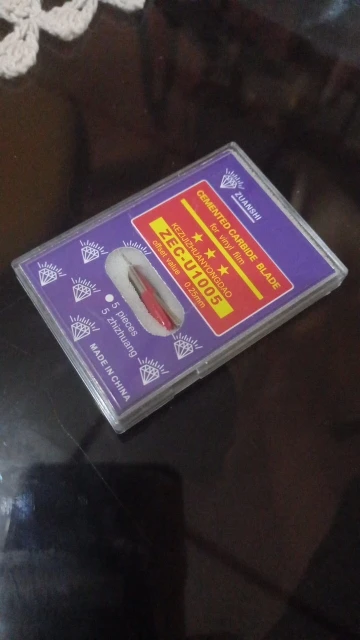 ZUANSHI
CEMENTED CARBIDE BLADE
for vinyl film
KEZIJIZHUANYONGDAO
ZEC-U1005
offset value 0.25mm
5 pieces
5 zhizhuang
MADE IN CHINA